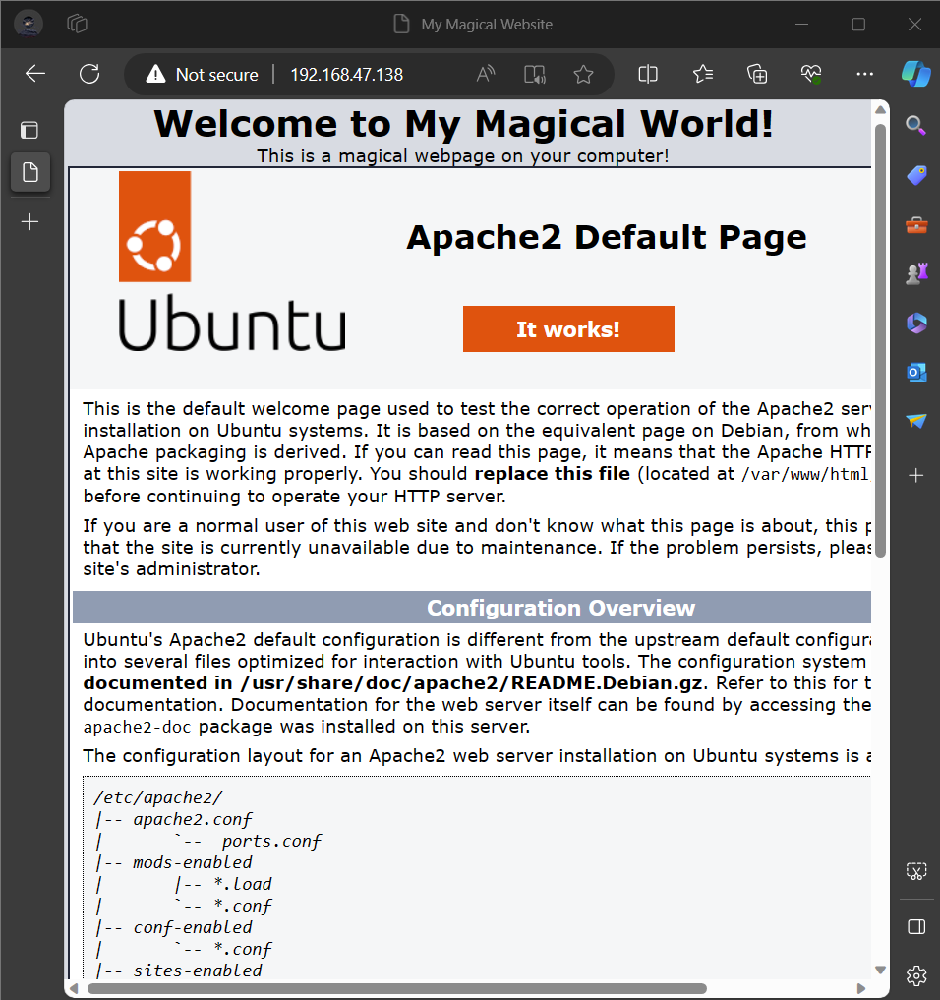 My Magical Website
Not secure
192.168.47.138
Welcome to My Magical World!
This is a magical webpage on your computer!
Ubuntu
Apache2 Default Page
It works!
This is the default welcome page used to test the correct operation of the Apache2
installation on Ubuntu systems. It is based on the equivalent page on Debian, from
Apache packaging is derived. If you can read this page, it means that the Apache
at this site is working properly. You should replace this file (located at /var/www/html
before continuing to operate your HTTP server.
If you are a normal user of this web site and don't know what this page is about, this
that the site is currently unavailable due to maintenance. If the problem persists,
site's administrator.
Configuration Overview
Ubuntu's Apache2 default configuration is different from the upstream default
into several files optimized for interaction with Ubuntu tools. The configuration system
documented in /usr/share/doc/apache2/README.Debian.gz. Refer to this for
documentation. Documentation for the web server itself can be found by accessing the
apache2-doc package was installed on this server.
The configuration layout for an Apache2 web server installation on Ubuntu systems is
/etc/apache2/
|-- apache2.conf
|       `--  ports.conf
|-- mods-enabled
|       |-- *.load
|       `-- *.conf
|-- conf-enabled
|       `-- *.conf
|-- sites-enabled